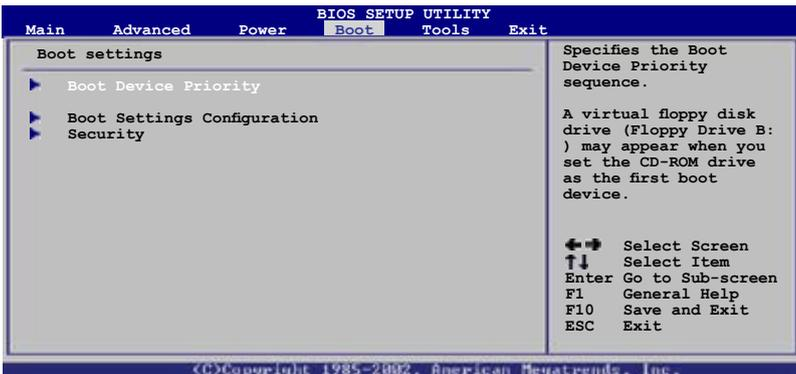 BIOS SETUP UTILITY
Main Advanced Power Boot Tools Exit
Boot settings
Boot Device Priority
Boot Settings Configuration
Security
Specifies the Boot
Device Priority
sequence.
A virtual floppy disk
drive (Floppy Drive B:
) may appear when you
set the CD-ROM drive
as the first boot
device.
←→ Select Screen
↑↓ Select Item
Enter Go to Sub-screen
F1 General Help
F10 Save and Exit
ESC Exit
(C)Copyright 1985-2002, American Megatrends, Inc.